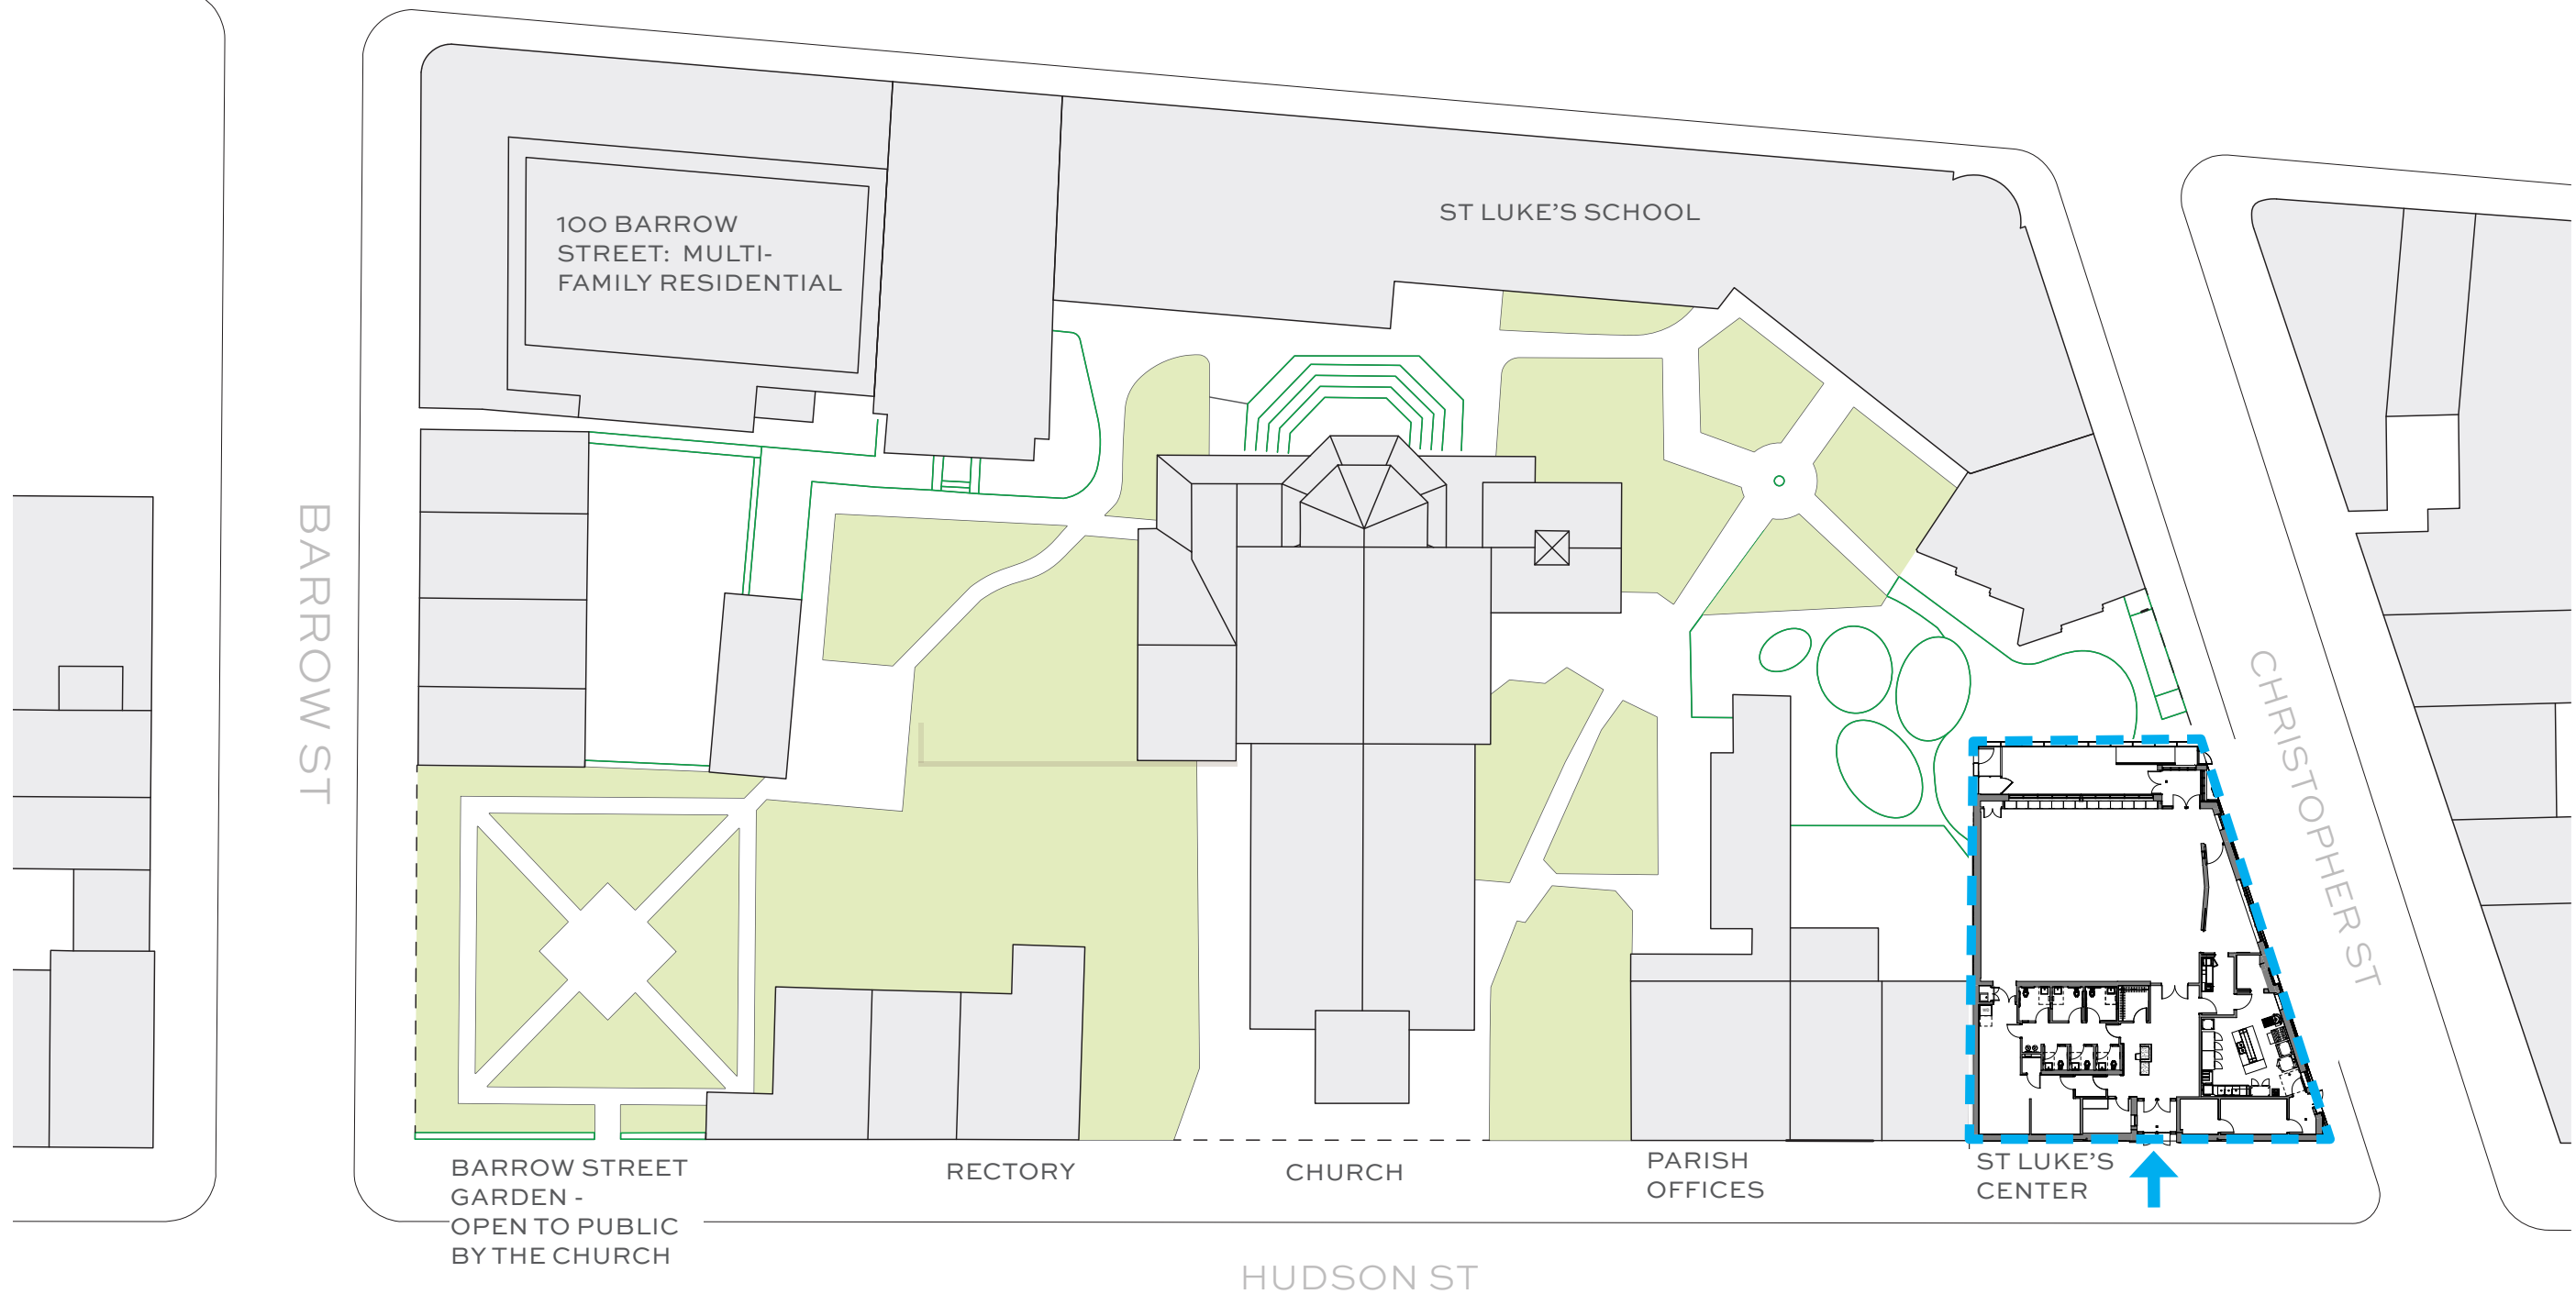 100 BARROW
STREET: MULTI-
FAMILY RESIDENTIAL
ST LUKE'S SCHOOL
BARROW ST
CHRISTOPHER ST
BARROW STREET
GARDEN -
OPEN TO PUBLIC
BY THE CHURCH
RECTORY
CHURCH
PARISH
OFFICES
ST LUKE'S
CENTER
HUDSON ST